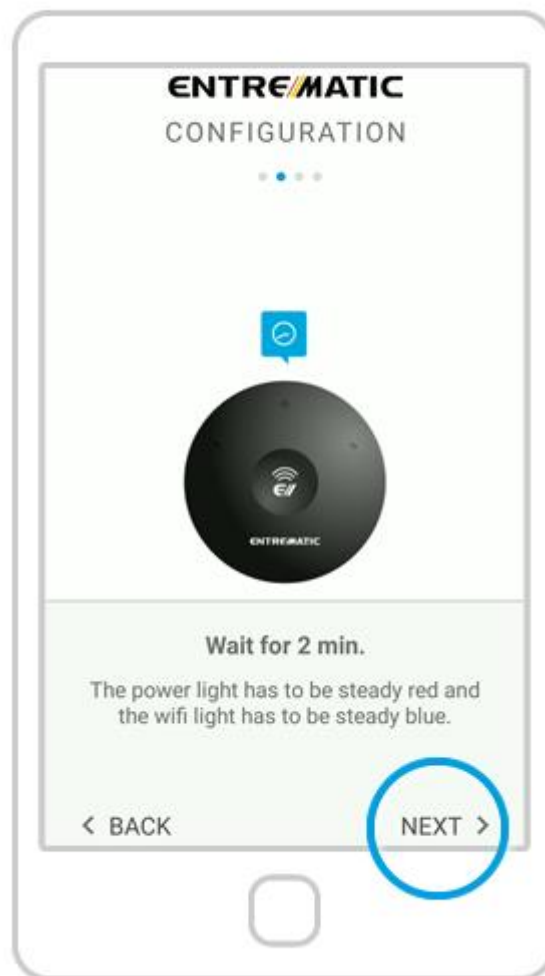 ENTREMATIC
CONFIGURATION
ENTREMATIC
Wait for 2 min.
The power light has to be steady red and
the wifi light has to be steady blue.
< BACK NEXT >